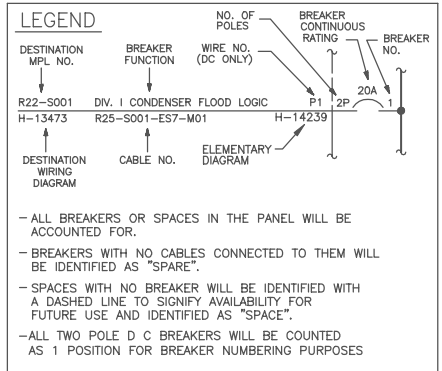 LEGEND
NO. OF
POLES
BREAKER
CONTINUOUS
RATING
BREAKER
NO.
DESTINATION
MPL NO.
BREAKER
FUNCTION
WIRE NO.
(DC ONLY)
R22-S001 DIV. I CONDENSER FLOOD LOGIC P1 2P 20A 1
H-13473 R25-S001-ES7-M01 H-14239
DESTINATION
WIRING
DIAGRAM
CABLE NO.
ELEMENTARY
DIAGRAM
- ALL BREAKERS OR SPACES IN THE PANEL WILL BE
ACCOUNTED FOR.
- BREAKERS WITH NO CABLES CONNECTED TO THEM WILL
BE IDENTIFIED AS "SPARE".
- SPACES WITH NO BREAKER WILL BE IDENTIFIED WITH
A DASHED LINE TO SIGNIFY AVAILABILITY FOR
FUTURE USE AND IDENTIFIED AS "SPACE".
-ALL TWO POLE D C BREAKERS WILL BE COUNTED
AS 1 POSITION FOR BREAKER NUMBERING PURPOSES